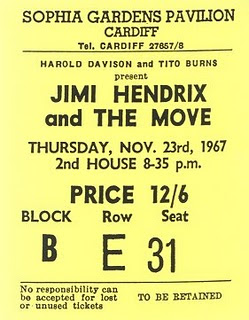 SOPHIA GARDENS PAVILION
CARDIFF
Tel. CARDIFF 27657/8
HAROLD DAVISON and TITO BURNS
present
JIMI HENDRIX
and THE MOVE
THURSDAY, NOV. 23rd, 1967
2nd HOUSE 8-35 p.m.
PRICE 12/6
BLOCK Row Seat
B E 31
No responsibility can
be accepted for lost
or unused tickets
TO BE RETAINED